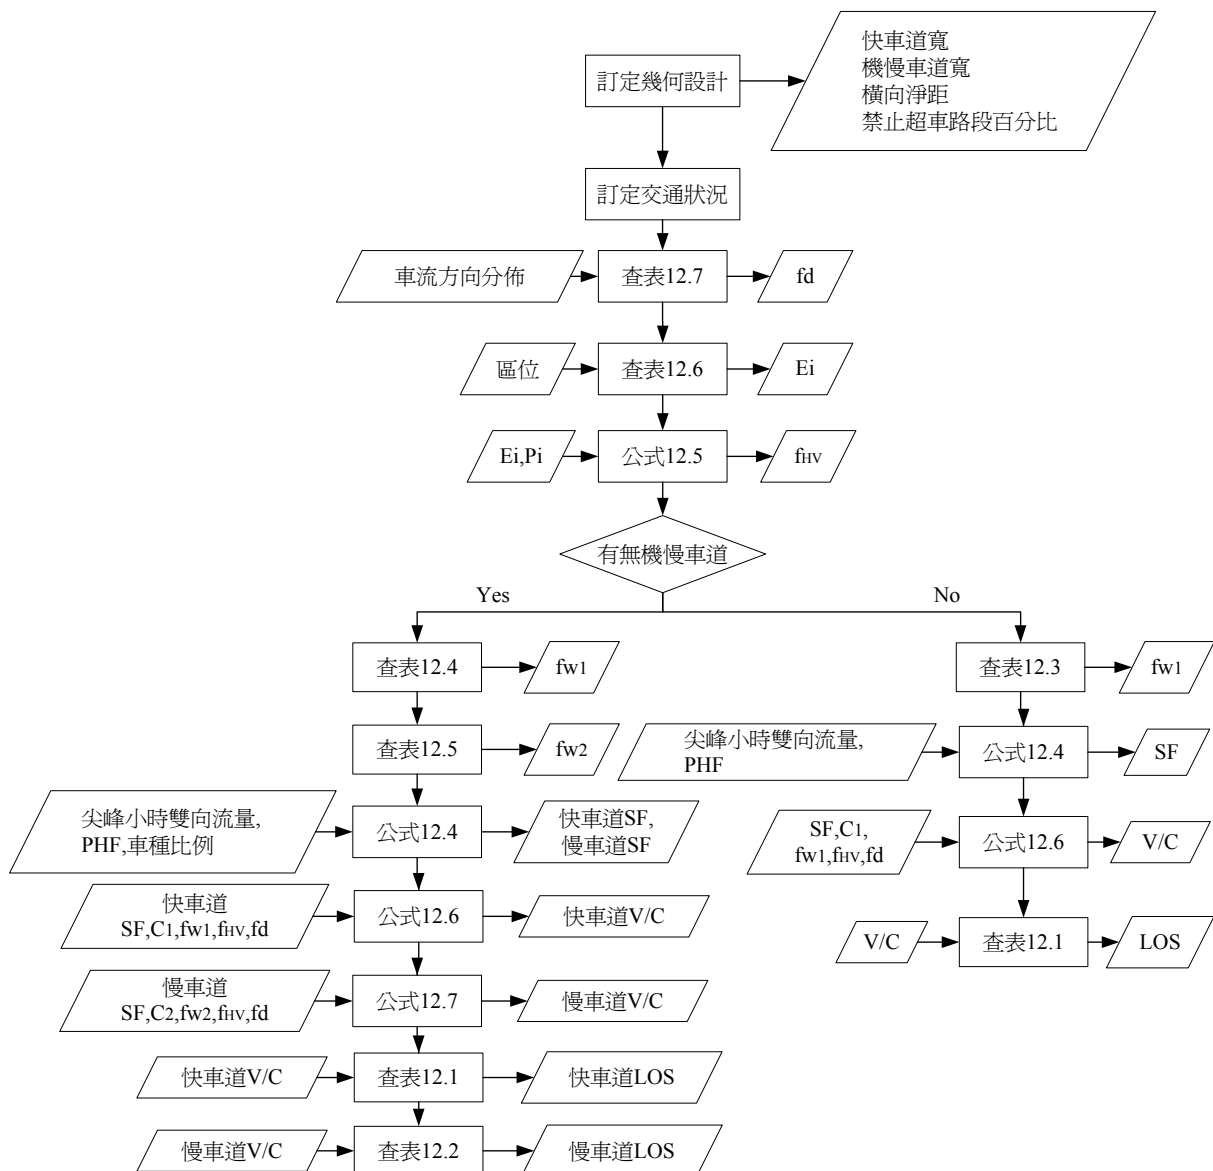 訂定幾何設計
快車道寬
機慢車道寬
橫向淨距
禁止超車路段百分比
訂定交通狀況
車流方向分佈
查表12.7
fd
區位
查表12.6
Ei
Ei,Pi
公式12.5
fHV
有無機慢車道
Yes
No
查表12.4
fw1
查表12.5
fw2
尖峰小時雙向流量,
PHF,車種比例
公式12.4
快車道SF,
慢車道SF
快車道
SF,C1,fw1,fHV,fd
公式12.6
快車道V/C
慢車道
SF,C2,fw2,fHV,fd
公式12.7
慢車道V/C
快車道V/C
查表12.1
快車道LOS
慢車道V/C
查表12.2
慢車道LOS
查表12.3
fw1
尖峰小時雙向流量,
PHF
公式12.4
SF
SF,C1,
fw1,fHV,fd
公式12.6
V/C
V/C
查表12.1
LOS